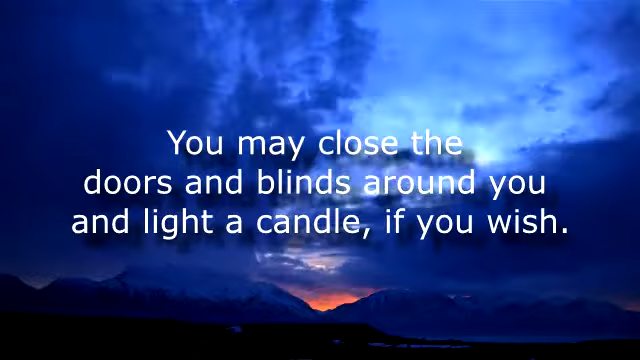 You may close the
doors and blinds around you
and light a candle, if you wish.